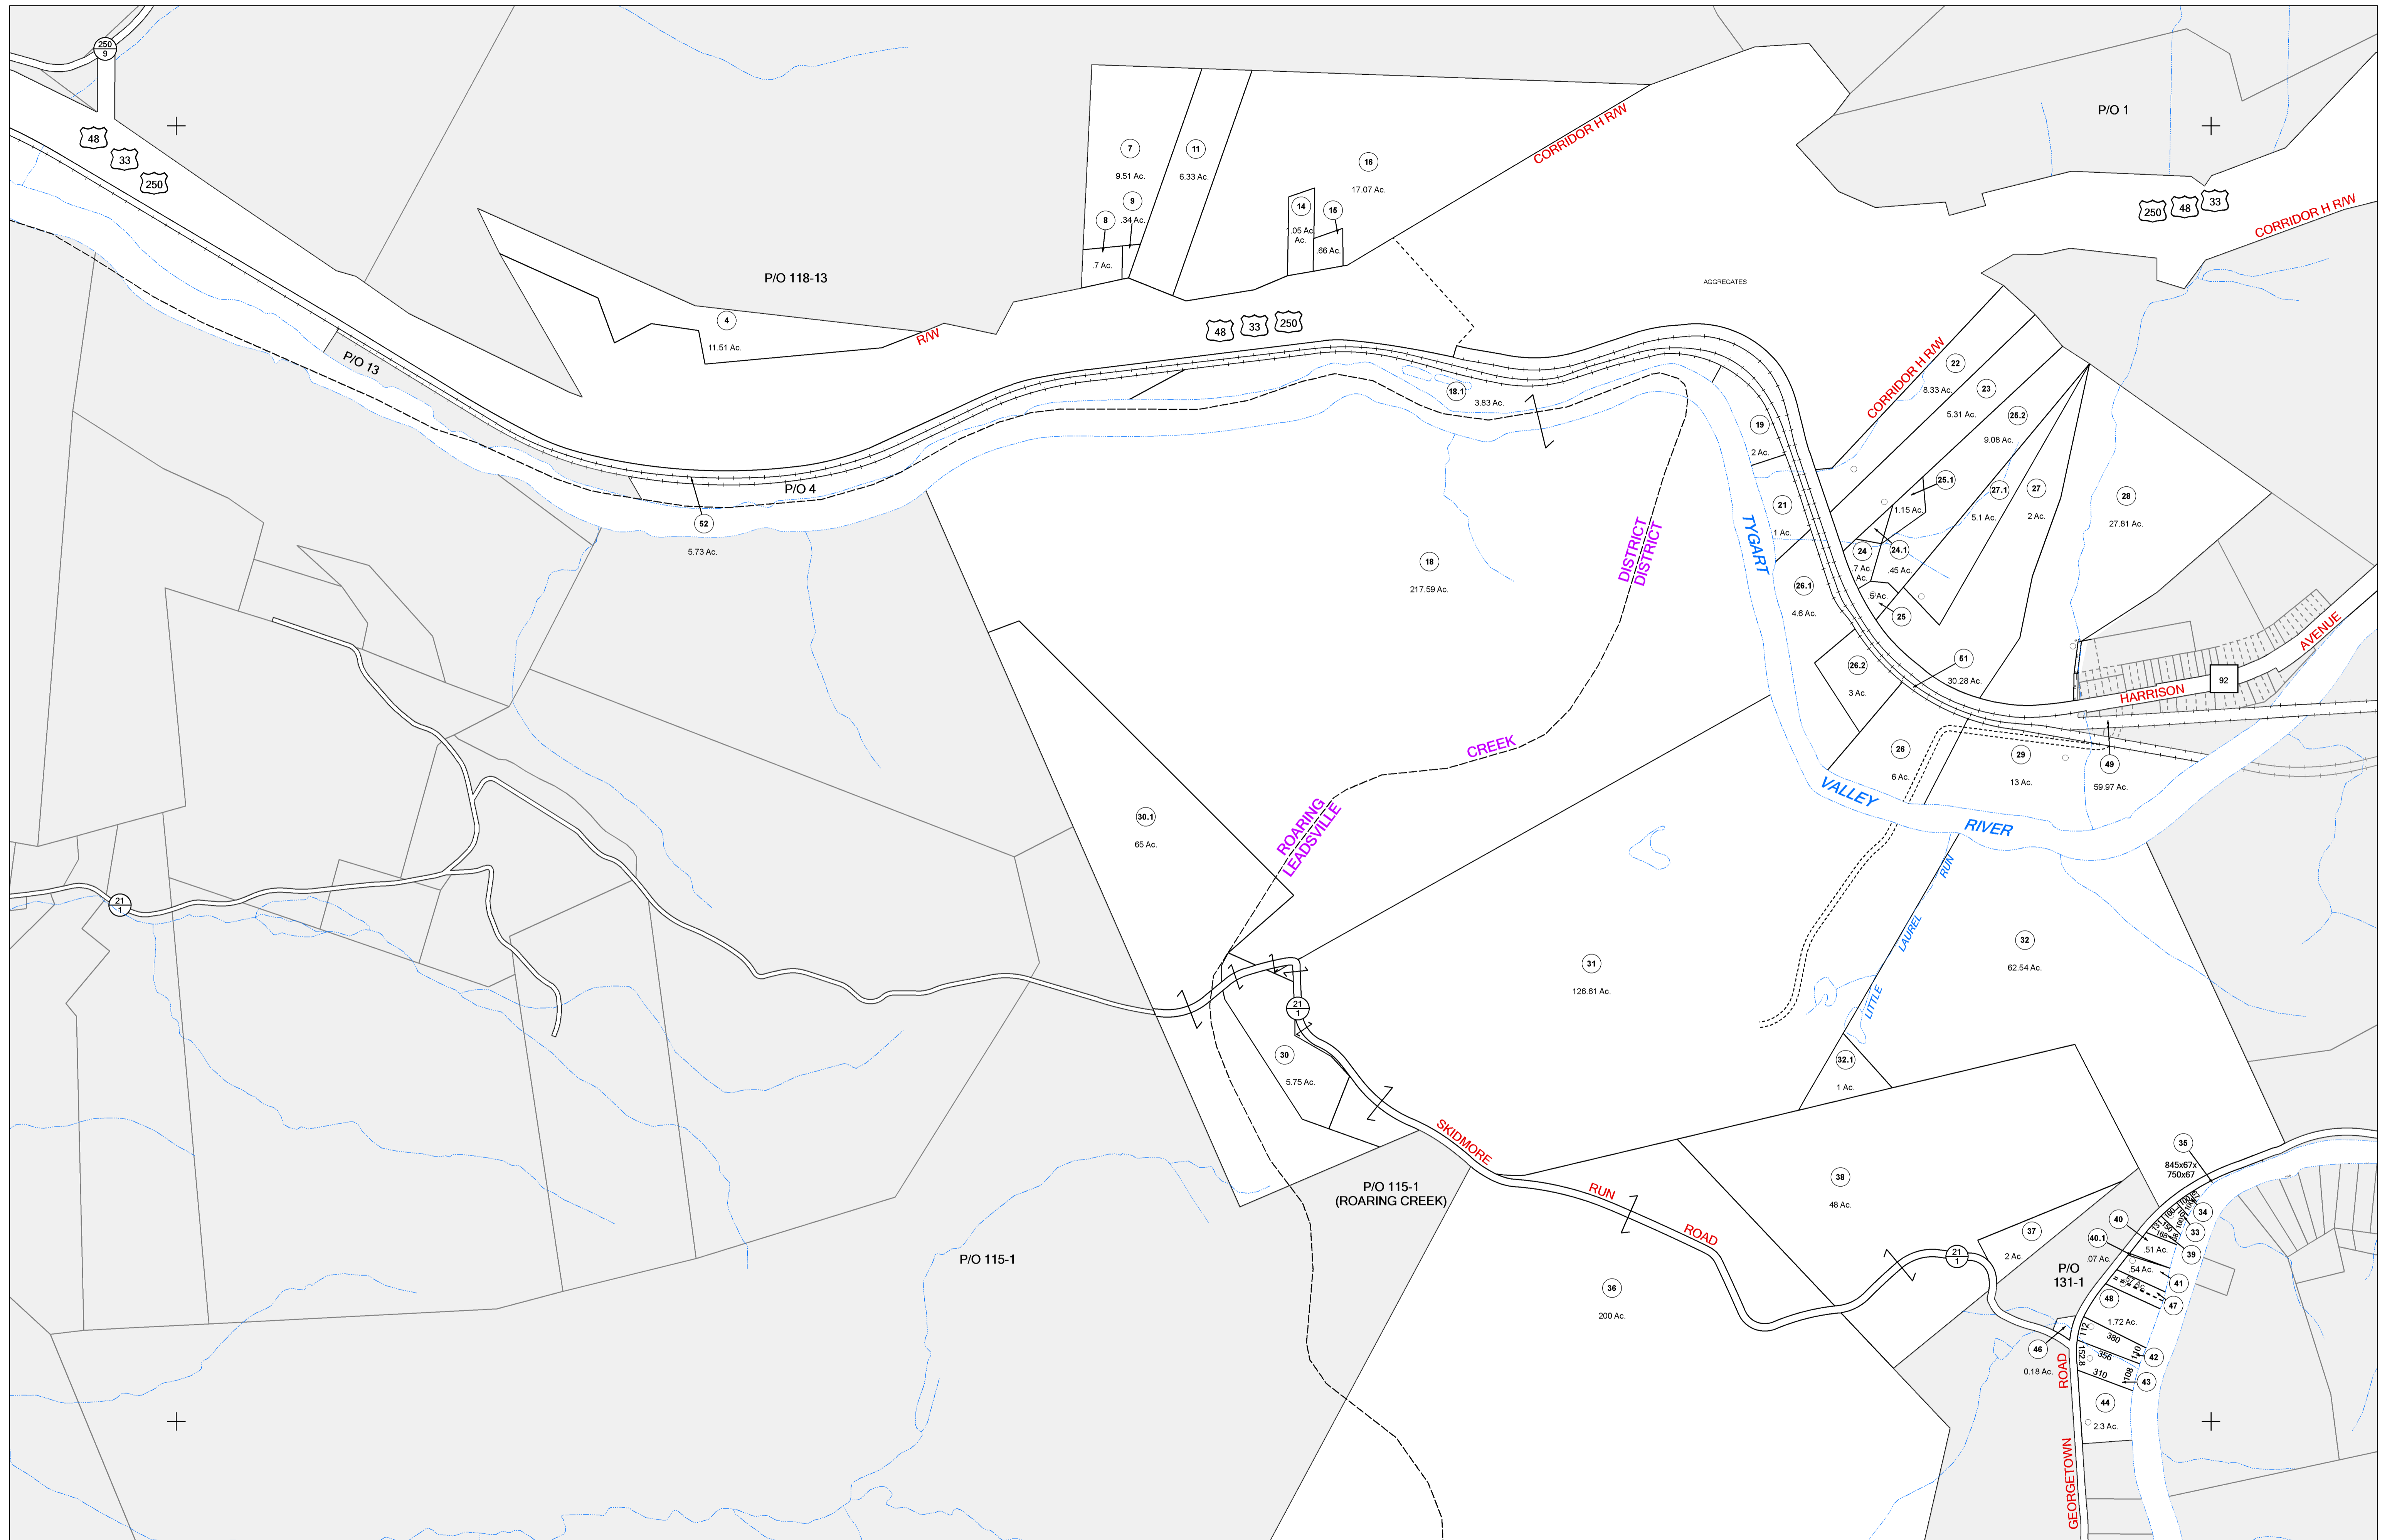 250
9
48
33
250
P/O 1
7
9.51 Ac.
11
6.33 Ac.
16
17.07 Ac.
CORRIDOR H R/W
8
9
.34 Ac.
.7 Ac.
14
.05 Ac.
Ac.
15
.66 Ac.
250
48
33
CORRIDOR H R/W
P/O 118-13
4
11.51 Ac.
R/W
48
33
250
AGGREGATES
P/O 13
P/O 4
52
5.73 Ac.
18.1
3.83 Ac.
CORRIDOR H R/W
22
8.33 Ac.
23
5.31 Ac.
25.2
9.08 Ac.
19
2 Ac.
21
1 Ac.
25.1
1.15 Ac.
27.1
5.1 Ac.
27
2 Ac.
28
27.81 Ac.
18
217.59 Ac.
DISTRICT
DISTRICT
TYGART
24
.7 Ac.
Ac.
24.1
.45 Ac.
.5 Ac.
25
26.1
4.6 Ac.
26.2
3 Ac.
51
30.28 Ac.
HARRISON
92
AVENUE
CREEK
ROARING
LEADSVILLE
26
6 Ac.
29
13 Ac.
49
59.97 Ac.
VALLEY
RIVER
30.1
65 Ac.
21
1
31
126.61 Ac.
LITTLE
LAUREL
RUN
32
62.54 Ac.
21
1
30
5.75 Ac.
32.1
1 Ac.
SKIDMORE
RUN
ROAD
P/O 115-1
(ROARING CREEK)
38
48 Ac.
35
845x67x
750x67
37
2 Ac.
21
1
P/O 115-1
36
200 Ac.
P/O
131-1
34
33
39
40
.51 Ac.
40.1
.07 Ac.
.54 Ac.
41
47
48
1.72 Ac.
112
380
110
42
152.8
356
310
108
43
46
0.18 Ac.
44
2.3 Ac.
ROAD
GEORGETOWN